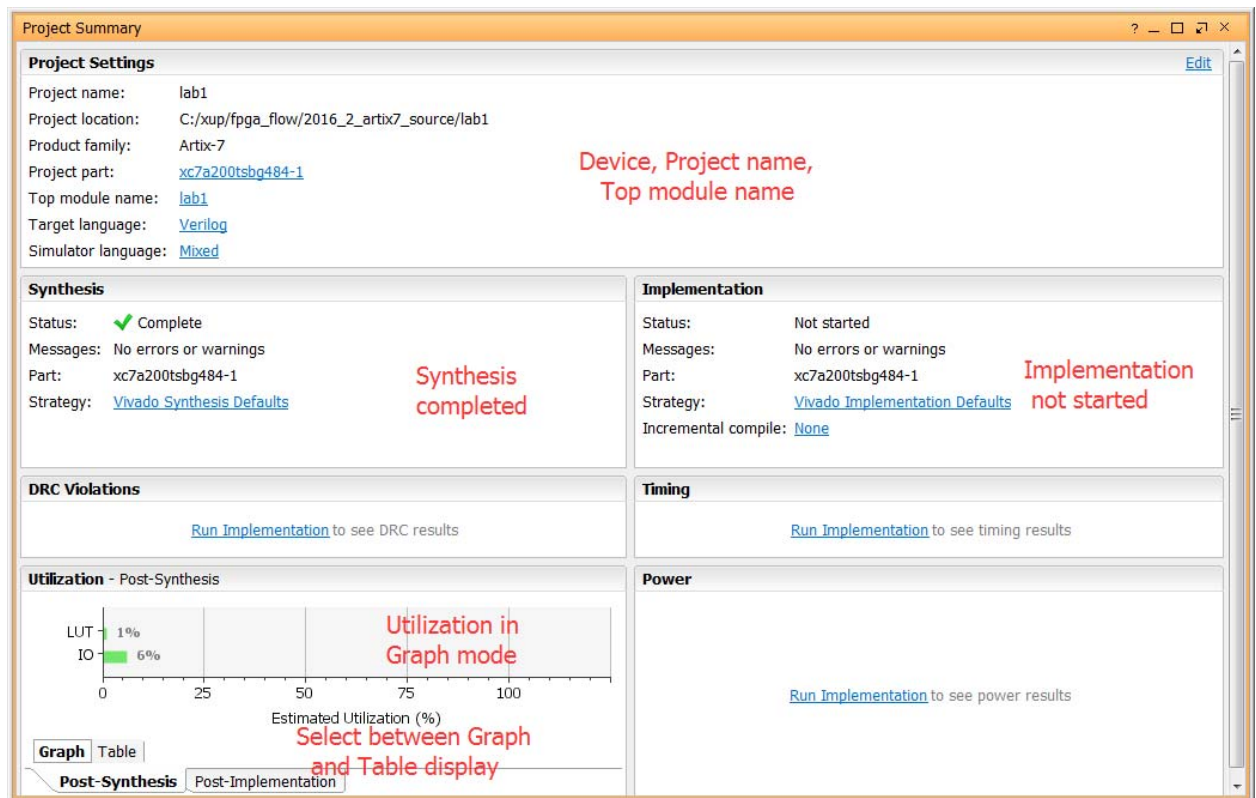 Project Summary
Project Settings
Edit
Project name: lab1
Project location: C:/xup/fpga_flow/2016_2_artix7_source/lab1
Product family: Artix-7
Project part: xc7a200tsbg484-1
Top module name: lab1
Target language: Verilog
Simulator language: Mixed
Device, Project name,
Top module name
Synthesis
Status: Complete
Messages: No errors or warnings
Part: xc7a200tsbg484-1
Strategy: Vivado Synthesis Defaults
Synthesis
completed
Implementation
Status: Not started
Messages: No errors or warnings
Part: xc7a200tsbg484-1
Strategy: Vivado Implementation Defaults
Incremental compile: None
Implementation
not started
DRC Violations
Run Implementation to see DRC results
Timing
Run Implementation to see timing results
Utilization - Post-Synthesis
LUT 1%
IO 6%
0 25 50 75 100
Estimated Utilization (%)
Utilization in
Graph mode
Select between Graph
and Table display
Graph Table
Post-Synthesis Post-Implementation
Power
Run Implementation to see power results